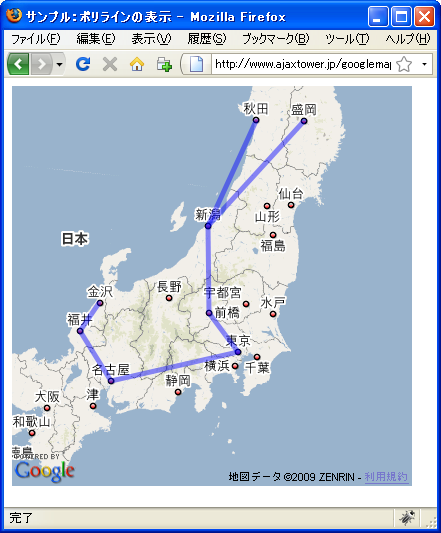 サンプル：ポリラインの表示 - Mozilla Firefox
ファイル(F) 編集(E) 表示(V) 履歴(S) ブックマーク(B) ツール(T) ヘルプ(H)
http://www.ajaxtower.jp/googlemap
秋田 盛岡
仙台
山形
新潟
福島
日本
金沢 長野 宇都宮
水戸
福井 前橋
東京
名古屋 横浜 千葉
静岡
大阪 津
和歌山
徳島
POWERED BY
Google
地図データ ©2009 ZENRIN - 利用規約
完了